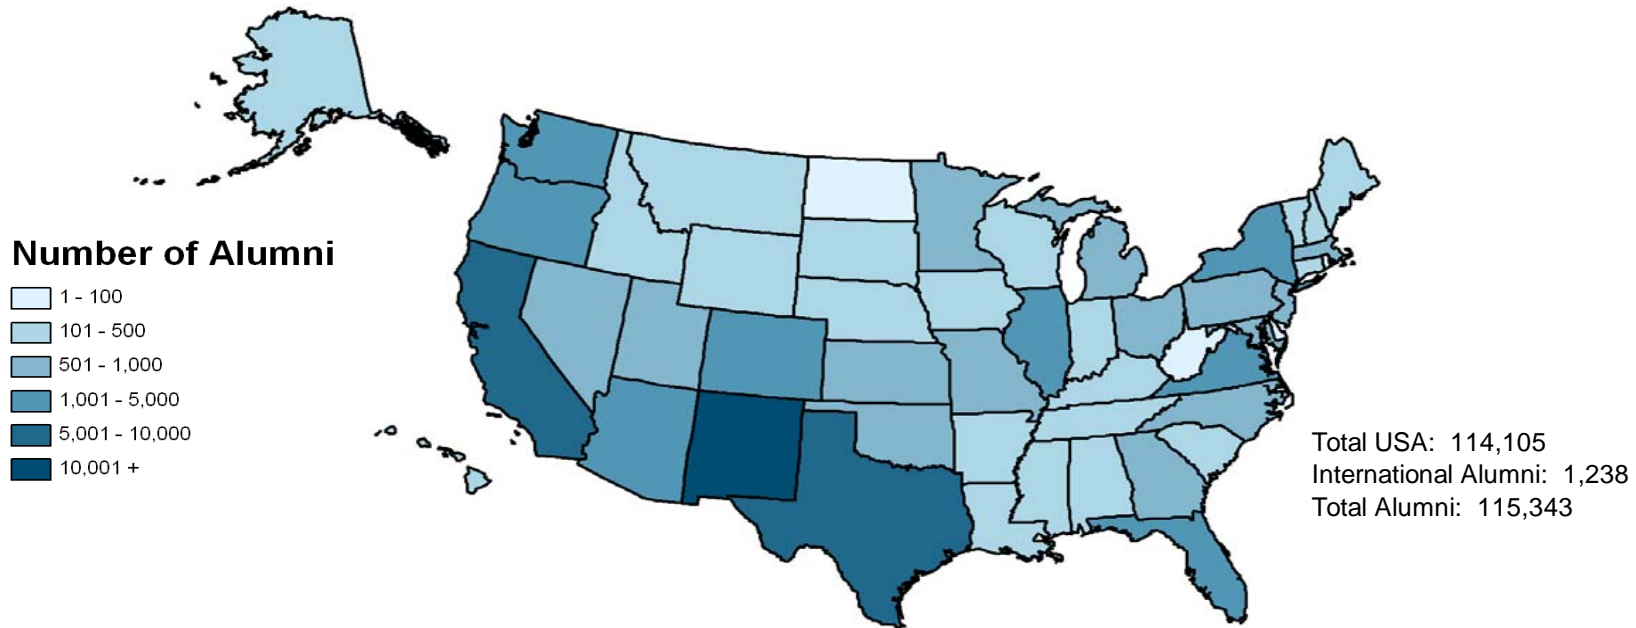 Number of Alumni
1 - 100
101 - 500
501 - 1,000
1,001 - 5,000
5,001 - 10,000
10,001 +
Total USA: 114,105
International Alumni: 1,238
Total Alumni: 115,343